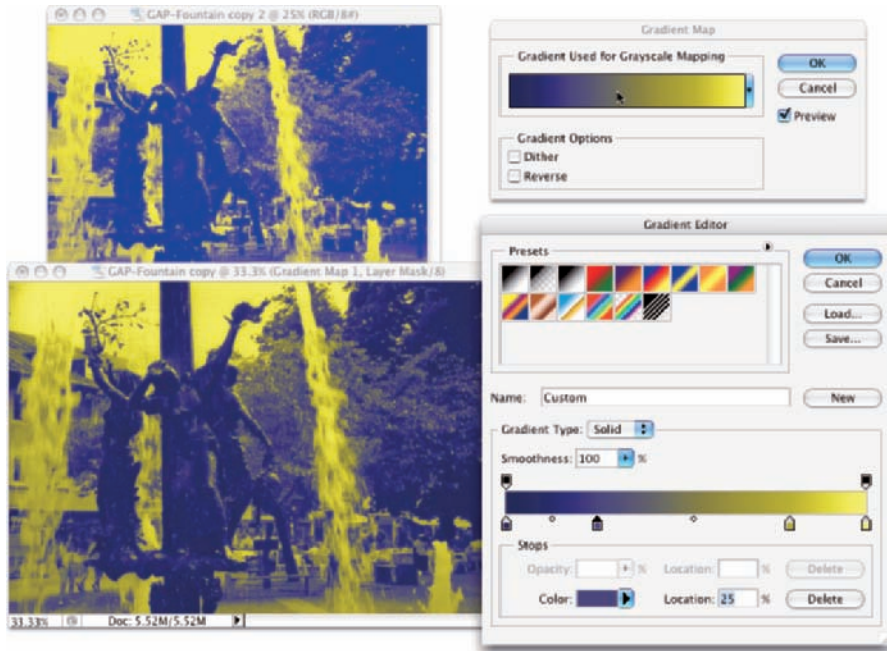 GAP-Fountain copy 2 @ 25% (RGB/8#)
GAP-Fountain copy @ 33.3% (Gradient Map 1, Layer Mask/8)
33.33%
Doc: 5.52M/5.52M
Gradient Map
Gradient Used for Grayscale Mapping
OK
Cancel
Preview
Gradient Options
Dither
Reverse
Gradient Editor
Presets
OK
Cancel
Load...
Save...
Name: Custom
New
Gradient Type: Solid
Smoothness: 100 %
Stops
Opacity: % Location: % Delete
Color: Location: 25 % Delete